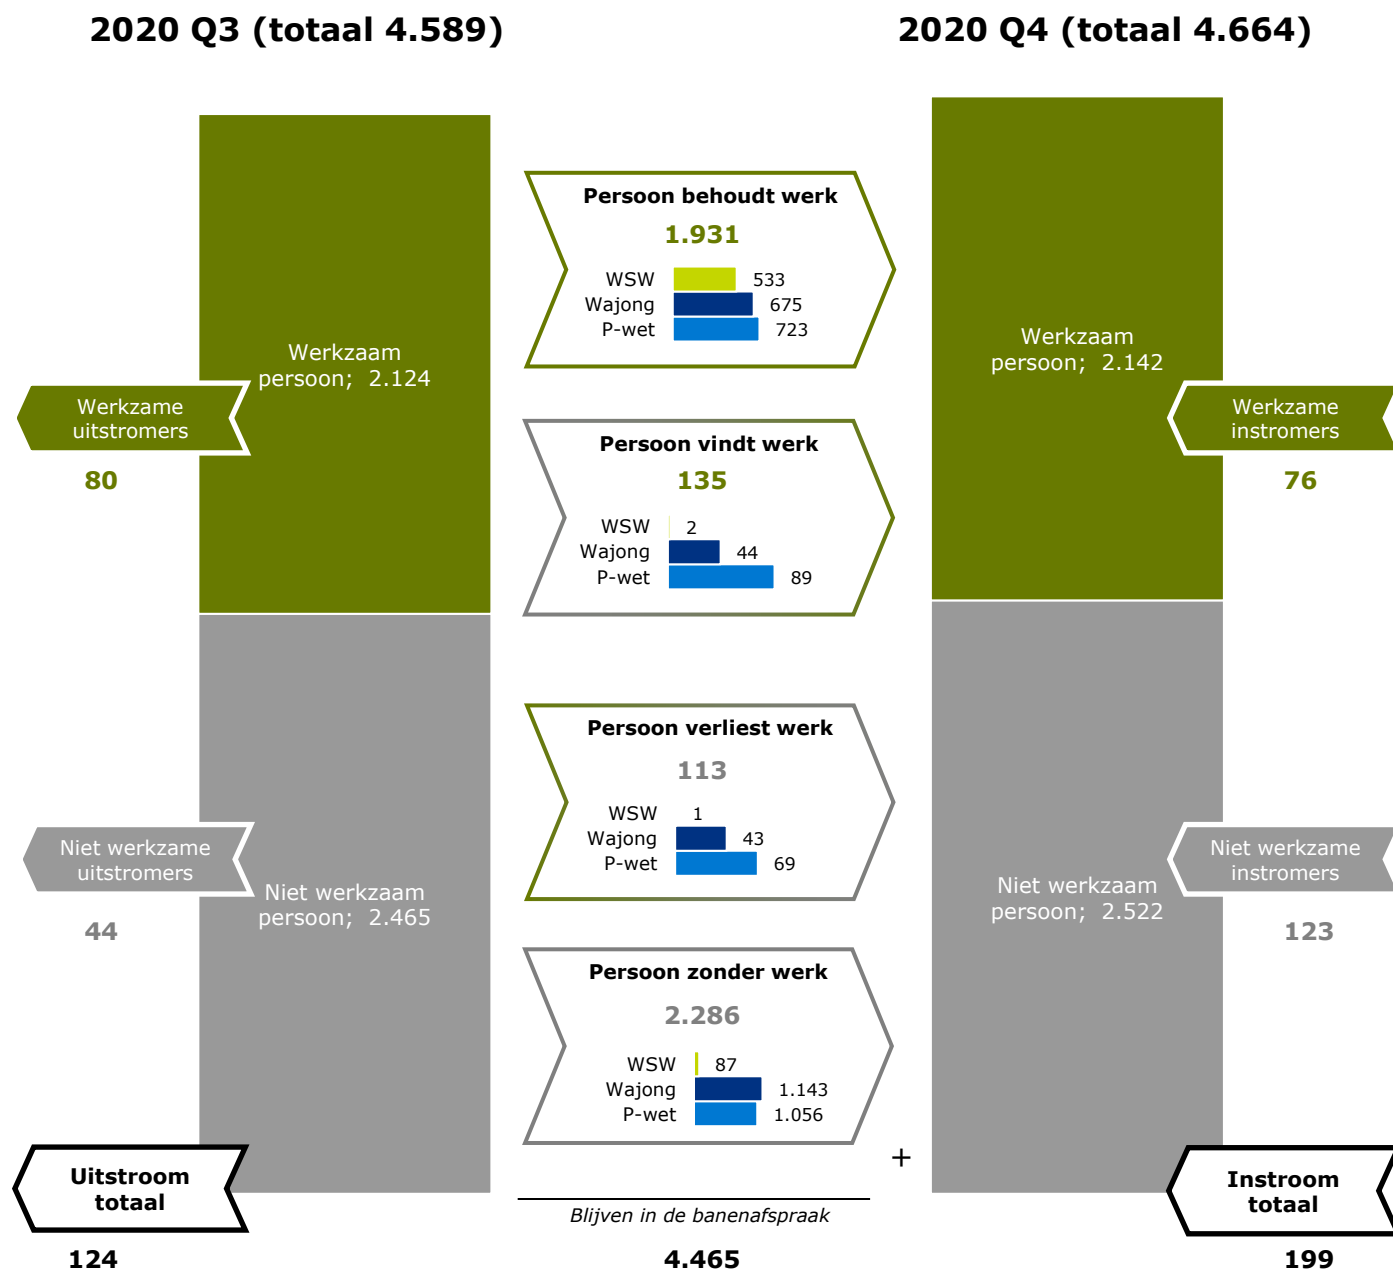 2020 Q3 (totaal 4.589)
2020 Q4 (totaal 4.664)
Werkzaam
persoon; 2.124
Werkzame
uitstromers
80
Niet werkzaam
persoon; 2.465
Niet werkzame
uitstromers
44
Uitstroom
totaal
124
Persoon behoudt werk
1.931
WSW 533
Wajong 675
P-wet 723
Persoon vindt werk
135
WSW 2
Wajong 44
P-wet 89
Persoon verliest werk
113
WSW 1
Wajong 43
P-wet 69
Persoon zonder werk
2.286
WSW 87
Wajong 1.143
P-wet 1.056
+
Blijven in de banenafspraak
4.465
Werkzaam
persoon; 2.142
Werkzame
instromers
76
Niet werkzaam
persoon; 2.522
Niet werkzame
instromers
123
Instroom
totaal
199